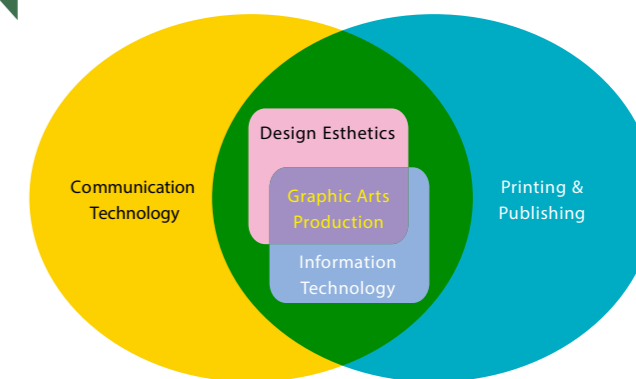 Design Esthetics
Communication
Technology
Graphic Arts
Production
Printing &
Publishing
Information
Technology